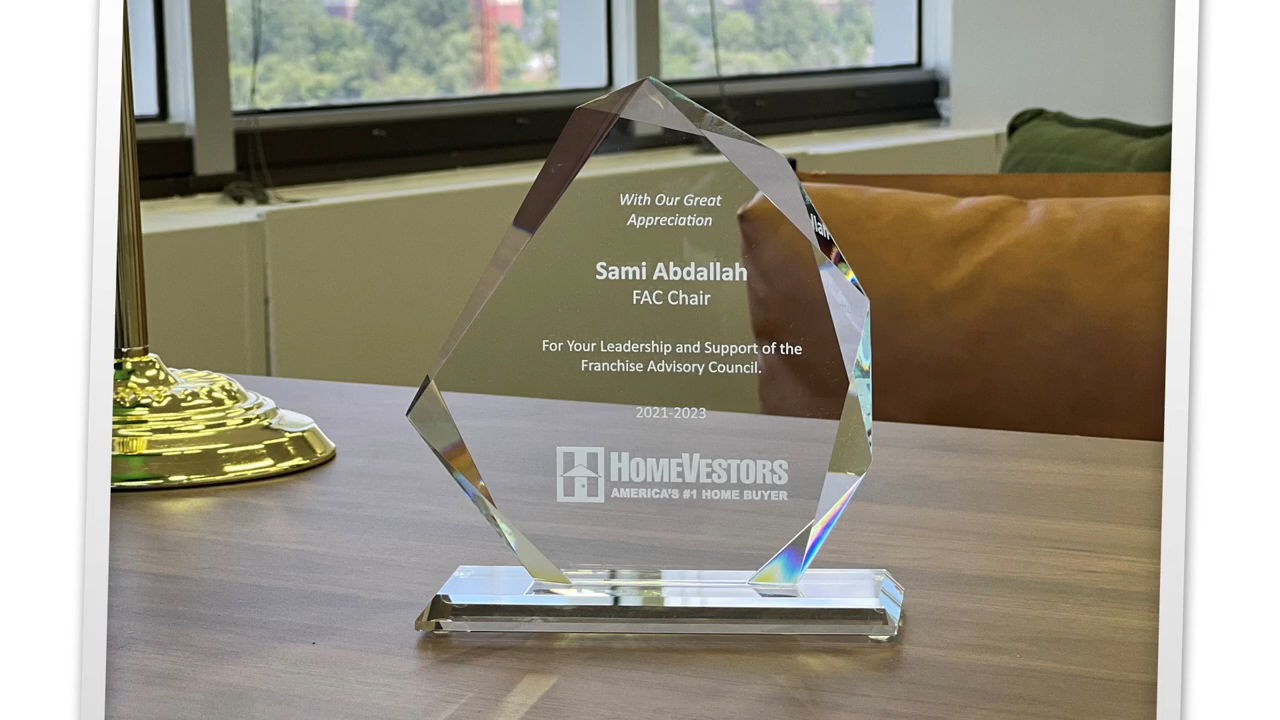 With Our Great
Appreciation
Sami Abdallah
FAC Chair
For Your Leadership and Support of the
Franchise Advisory Council.
2021-2023
HOMEVESTORS
AMERICA'S #1 HOME BUYER